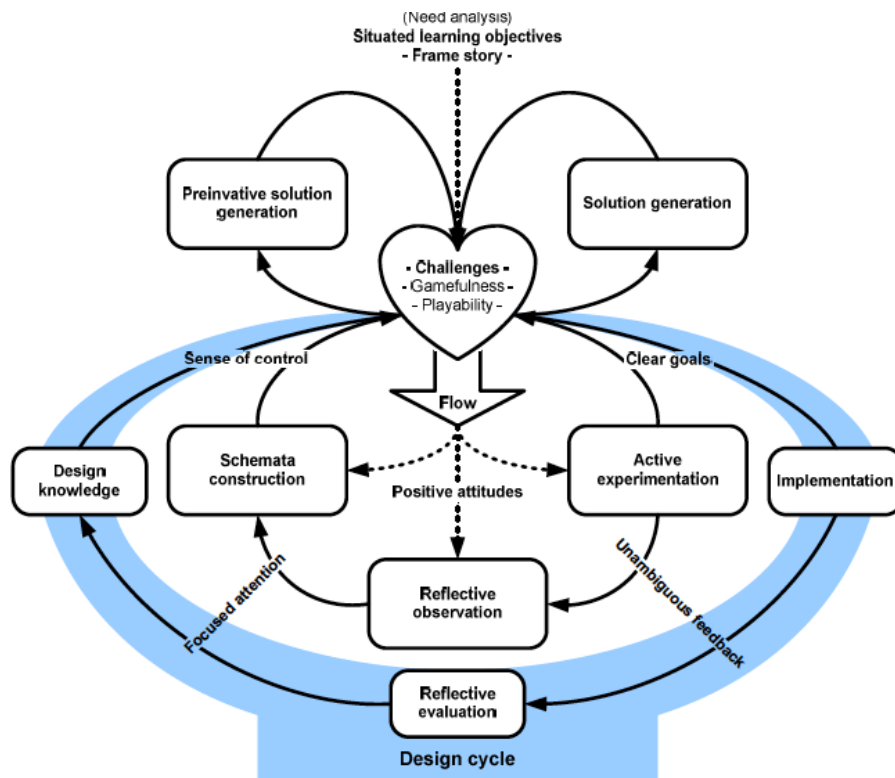 (Need analysis)
Situated learning objectives
- Frame story -
Preinvative solution
generation
Solution generation
- Challenges -
- Gamefulness -
- Playability -
Sense of control
Clear goals
Flow
Design
knowledge
Schemata
construction
Active
experimentation
Implementation
Positive attitudes
Focused attention
Unambiguous feedback
Reflective
observation
Reflective
evaluation
Design cycle